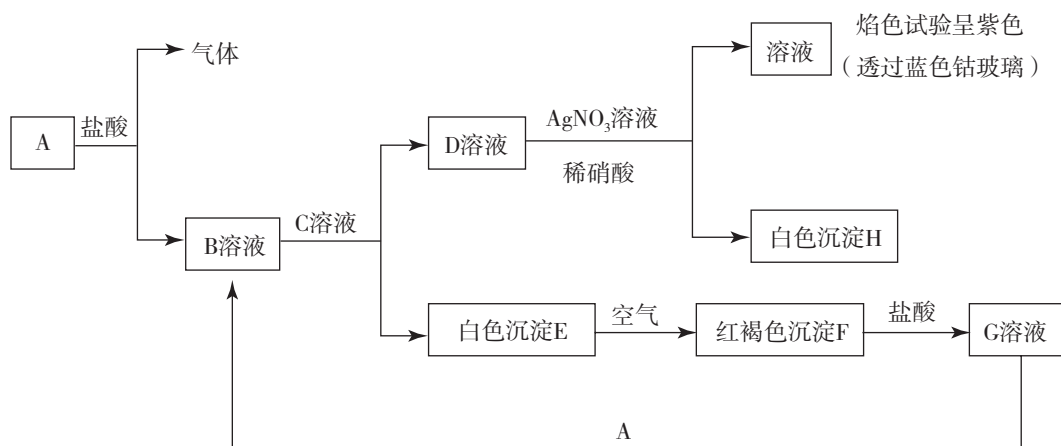 焰色试验呈紫色
溶液
（透过蓝色钴玻璃）
气体
盐酸
AgNO₃溶液
A
D溶液
稀硝酸
C溶液
B溶液
白色沉淀H
空气
盐酸
白色沉淀E
红褐色沉淀F
G溶液
A